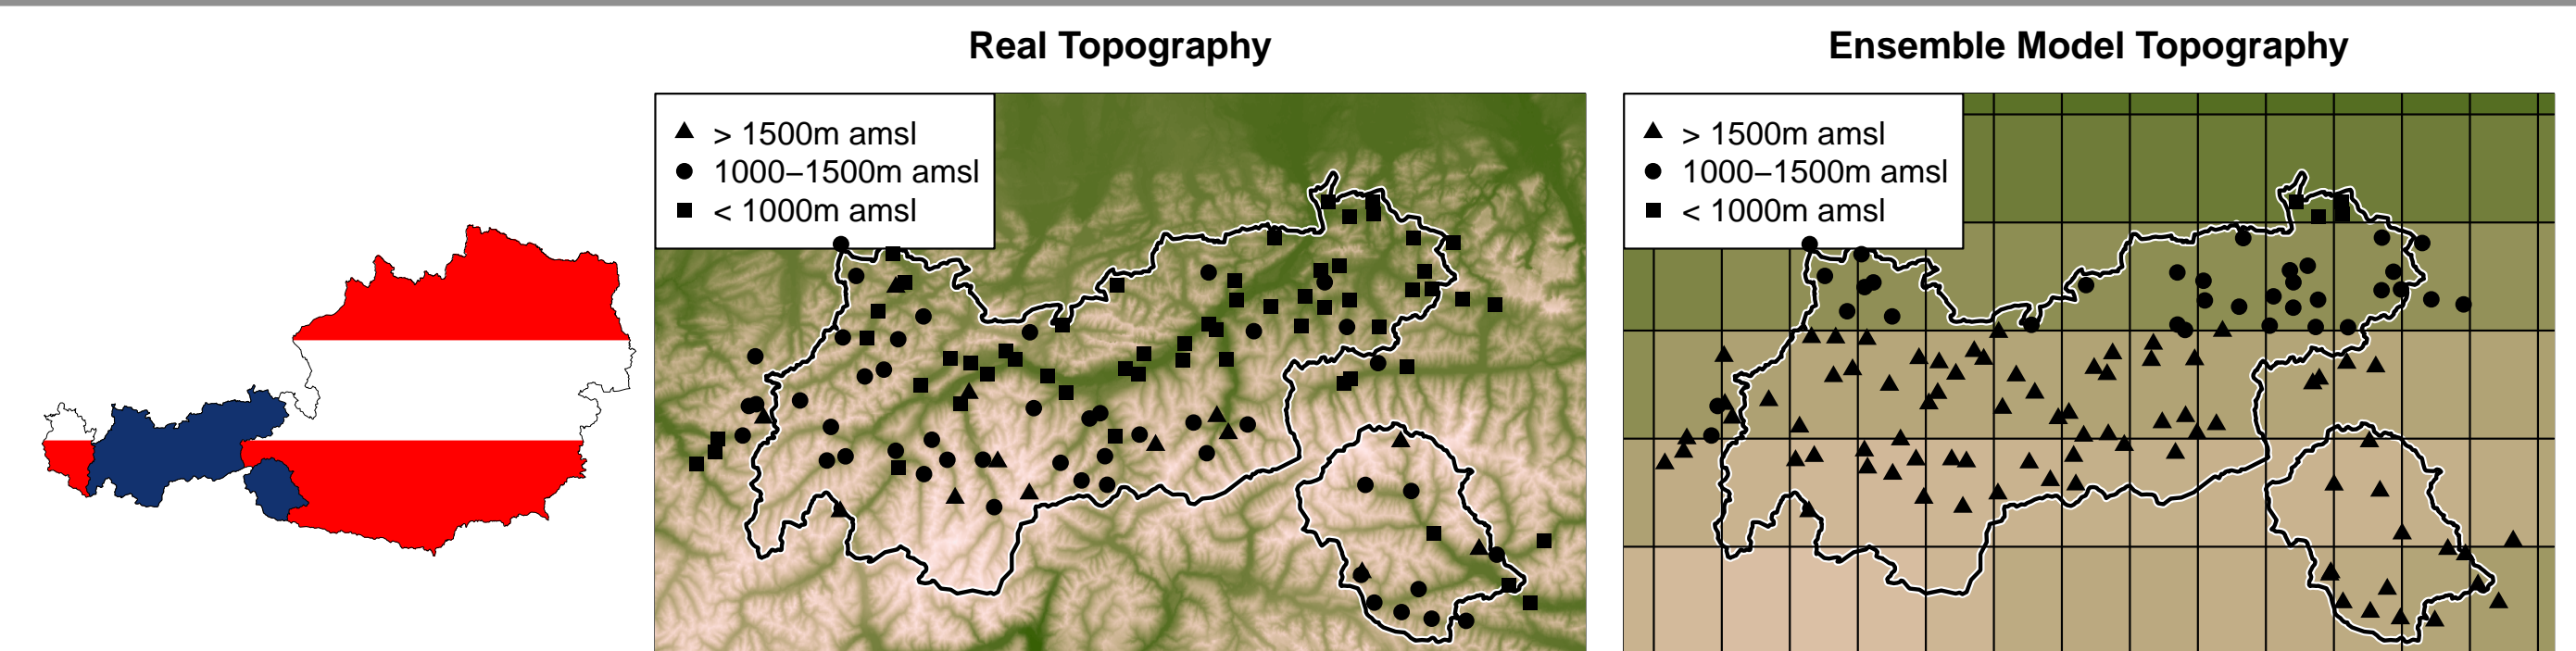 Real Topography
> 1500m amsl
1000–1500m amsl
< 1000m amsl
Ensemble Model Topography
> 1500m amsl
1000–1500m amsl
< 1000m amsl